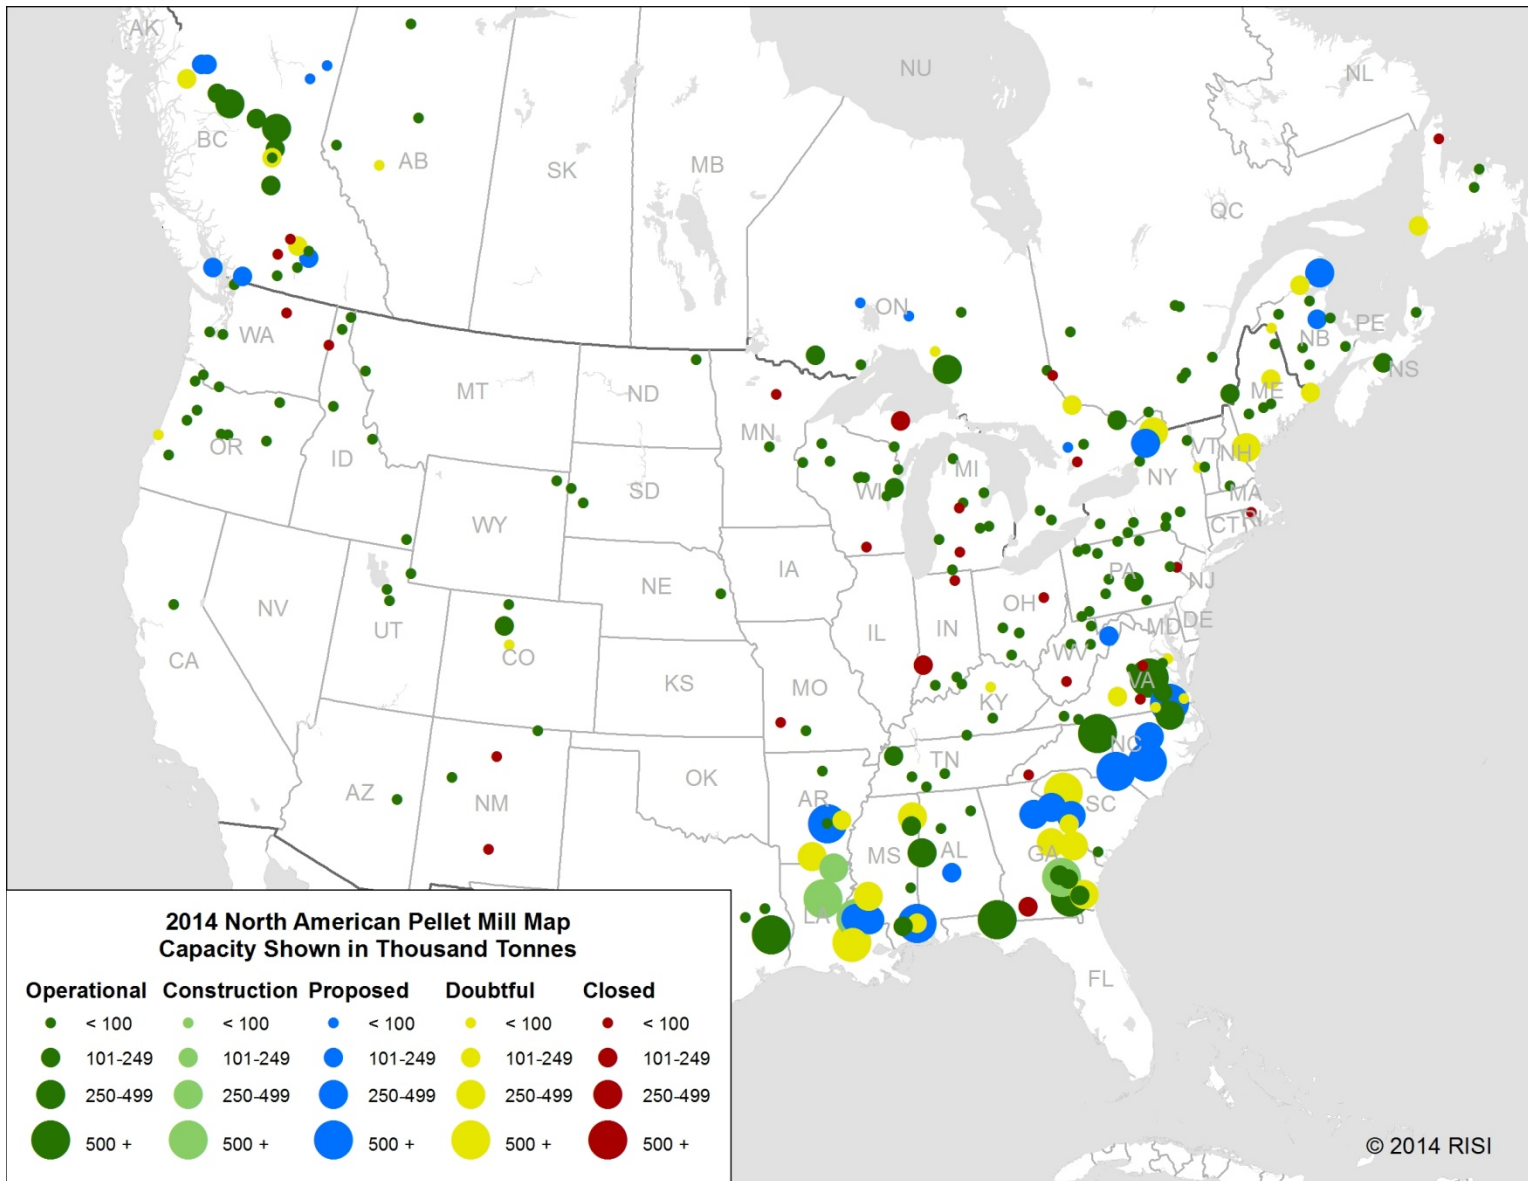 AK
NU
NL
BC
AB
SK
MB
QC
ON
WA
NB
PE
MT
ND
ME
NS
MN
OR
ID
VT
NH
MI
WI
NY
SD
MA
WY
CT
RI
IA
PA
NE
NJ
NV
OH
UT
IL
IN
MD
DE
CO
WV
CA
KS
MO
VA
KY
NC
TN
OK
AZ
NM
AR
SC
MS
AL
GA
LA
FL
2014 North American Pellet Mill Map
Capacity Shown in Thousand Tonnes
Operational Construction Proposed Doubtful Closed
< 100 < 100 < 100 < 100 < 100
101-249 101-249 101-249 101-249 101-249
250-499 250-499 250-499 250-499 250-499
500 + 500 + 500 + 500 + 500 +
© 2014 RISI